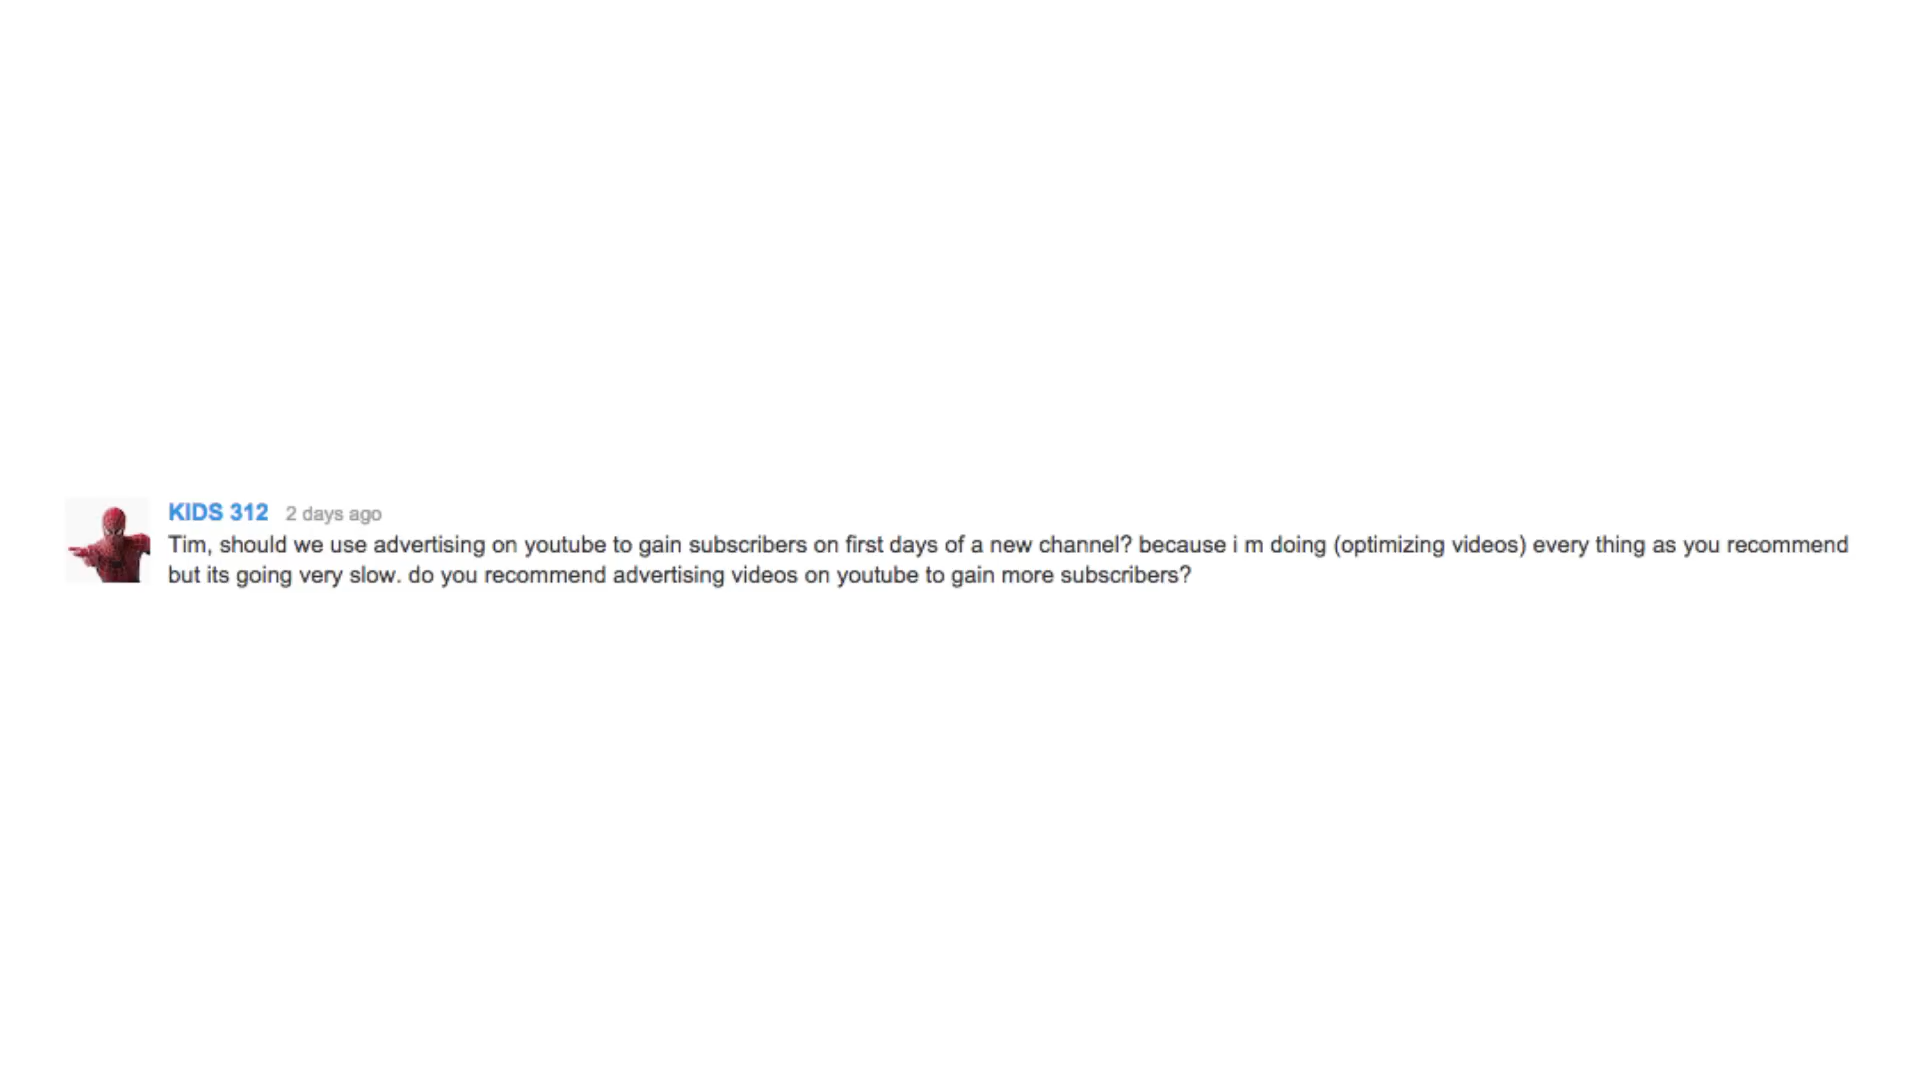 KIDS 312 2 days ago
Tim, should we use advertising on youtube to gain subscribers on first days of a new channel? because i m doing (optimizing videos) every thing as you recommend
but its going very slow. do you recommend advertising videos on youtube to gain more subscribers?